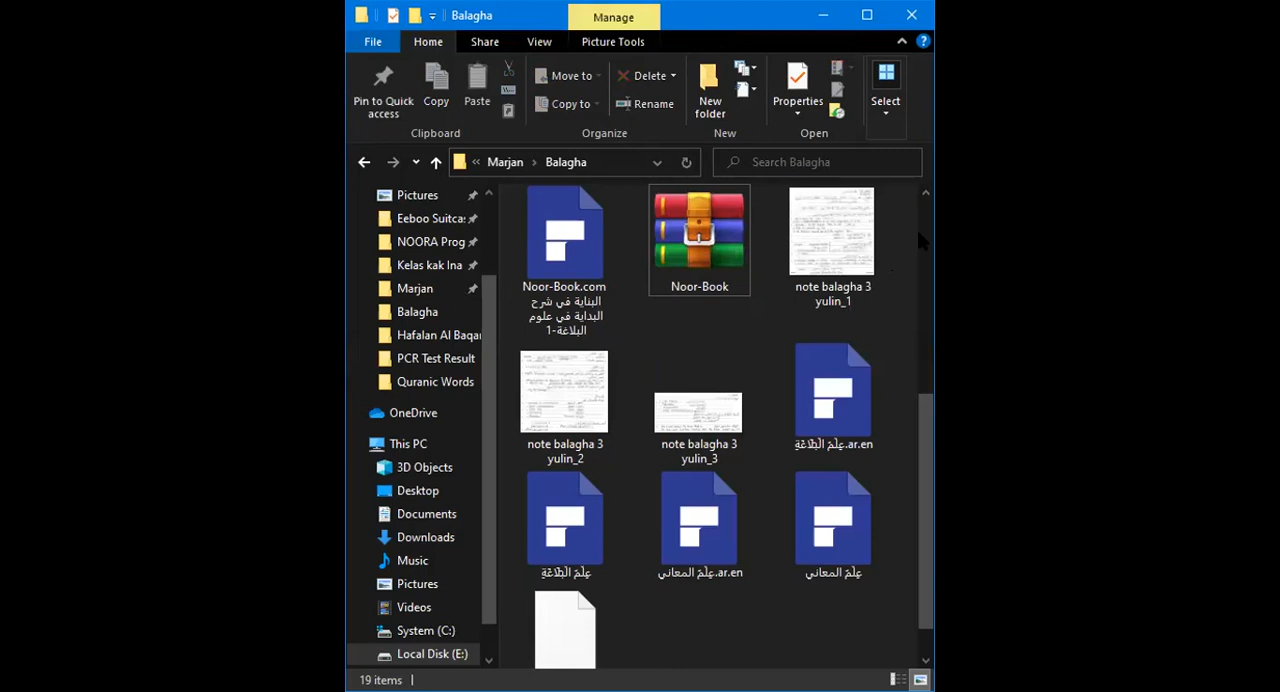 Balagha
Manage
File
Home
Share
View
Picture Tools
Pin to Quick
access
Copy
Paste
Move to
Copy to
Delete
Rename
New
folder
Properties
Select
Clipboard
Organize
New
Open
Marjan
Balagha
Search Balagha
Pictures
Eeboo Suitca
NOORA Prog
Kelas kak Ina
Marjan
Balagha
Hafalan Al Baqar
PCR Test Result
Quranic Words
OneDrive
This PC
3D Objects
Desktop
Documents
Downloads
Music
Pictures
Videos
System (C:)
Local Disk (E:)
Noor-Book.com
البناية في شرح
البداية في علوم
البلاغة-1
Noor-Book
note balagha 3
yulin_1
note balagha 3
yulin_2
note balagha 3
yulin_3
عِلْمُ الْبَلَاغَةِ.ar.en
عِلْمُ الْبَلَاغَةِ
عِلْمُ المعاني.ar.en
عِلْمُ المعاني
19 items